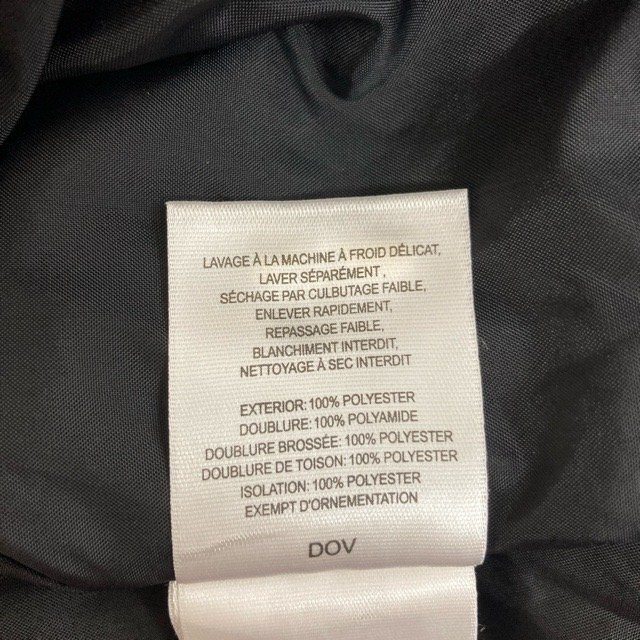 LAVAGE À LA MACHINE À FROID DÉLICAT,
LAVER SÉPARÉMENT ,
SÉCHAGE PAR CULBUTAGE FAIBLE,
ENLEVER RAPIDEMENT,
REPASSAGE FAIBLE,
BLANCHIMENT INTERDIT,
NETTOYAGE À SEC INTERDIT
EXTERIOR: 100% POLYESTER
DOUBLURE: 100% POLYAMIDE
DOUBLURE BROSSÉE: 100% POLYESTER
DOUBLURE DE TOISON: 100% POLYESTER
ISOLATION: 100% POLYESTER
EXEMPT D'ORNEMENTATION
DOV